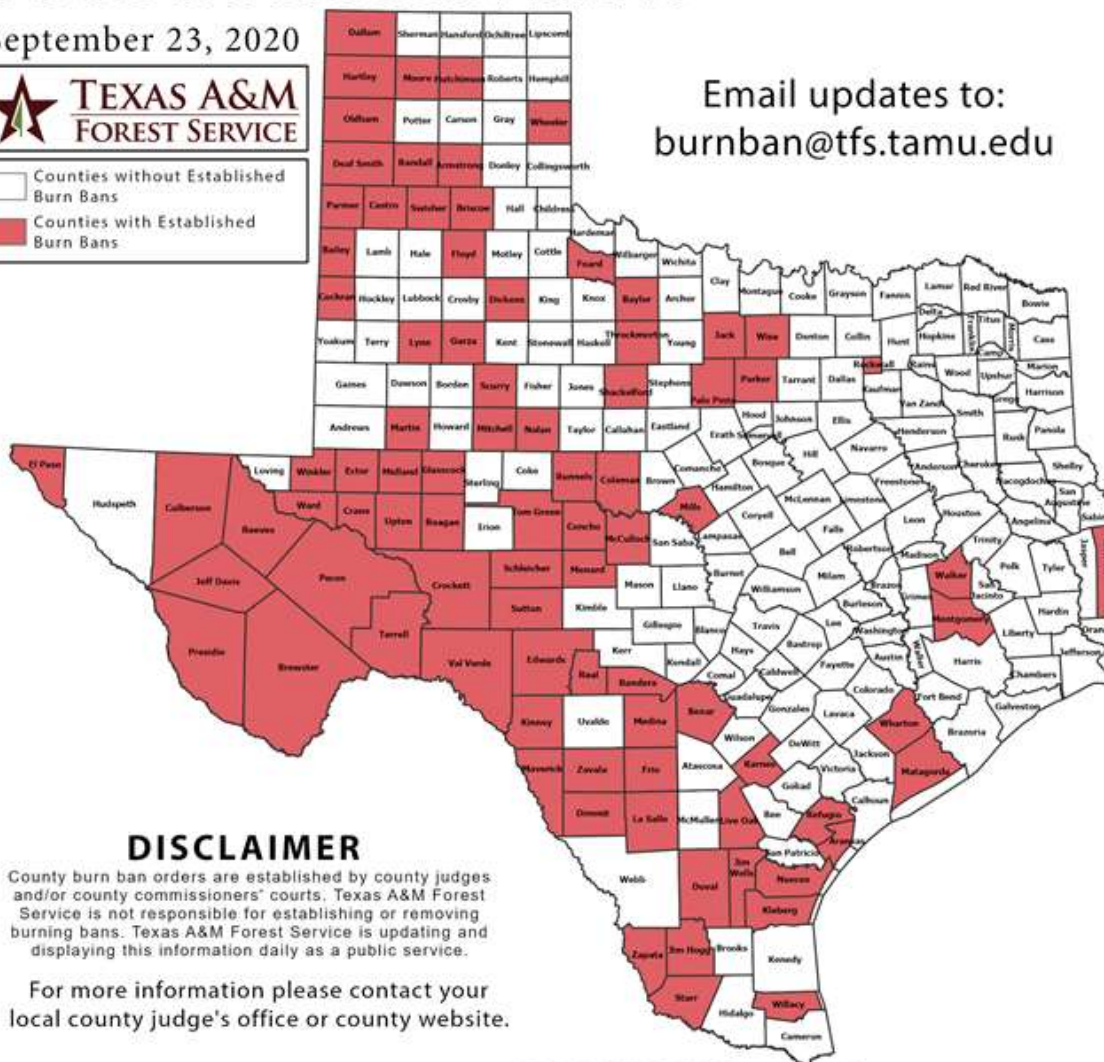 September 23, 2020
TEXAS A&M
FOREST SERVICE
Counties without Established
Burn Bans
Counties with Established
Burn Bans
Email updates to:
burnban@tfs.tamu.edu
Dallam Sherman Hansford Ochiltree Lipscomb
Hartley Moore Hutchinson Roberts Hemphill
Oldham Potter Carson Gray Wheeler
Deaf Smith Randall Armstrong Donley Collingsworth
Parmer Castro Swisher Briscoe Hall Childress
Hardeman
Bailey Lamb Hale Floyd Motley Cottle Foard Wilbarger Wichita
Clay Montague Cooke Grayson Fannin Lamar Red River Bowie
Cochran Hockley Lubbock Crosby Dickens King Knox Baylor Archer
Delta Franklin Titus Morris Cass
Yoakum Terry Lynn Garza Kent Stonewall Haskell Throckmorton Young Jack Wise Denton Collin Hunt Hopkins Camp
Rockwall Rains Wood Upshur Marion
Gaines Dawson Borden Scurry Fisher Jones Shackelford Stephens Palo Pinto Parker Tarrant Dallas Kaufman Van Zandt Gregg Harrison
Andrews Martin Howard Mitchell Nolan Taylor Callahan Eastland Erath Hood Somervell Johnson Ellis Henderson Smith Rusk Panola
El Paso Hudspeth Culberson Loving Winkler Ector Midland Glasscock Sterling Coke Runnels Coleman Brown Comanche Hamilton Bosque Hill Navarro Freestone Anderson Cherokee Nacogdoches Shelby
San Augustine Sabine
Reeves Ward Crane Upton Reagan Irion Tom Green Concho McCulloch San Saba Mills Lampasas Coryell McLennan Limestone Falls Leon Houston Angelina Trinity
Jeff Davis Pecos Crockett Schleicher Menard Mason Llano Burnet Bell Williamson Milam Robertson Madison Brazos Grimes Walker San Jacinto Polk Tyler Jasper
Presidio Brewster Terrell Val Verde Sutton Kimble Gillespie Blanco Travis Lee Burleson Washington Montgomery Liberty Hardin Orange
Edwards Real Kerr Bandera Kendall Hays Comal Caldwell Bastrop Fayette Austin Waller Harris Chambers Jefferson
Kinney Uvalde Medina Bexar Guadalupe Gonzales Lavaca Colorado Wharton Fort Bend Brazoria Galveston
Maverick Zavala Frio Atascosa Wilson Karnes DeWitt Victoria Jackson Matagorda
Dimmit La Salle McMullen Live Oak Bee Goliad Refugio Calhoun Aransas
Webb Duval Jim Wells San Patricio Nueces Kleberg
Zapata Jim Hogg Brooks Kenedy
Starr Hidalgo Willacy
Cameron
DISCLAIMER
County burn ban orders are established by county judges
and/or county commissioners' courts. Texas A&M Forest
Service is not responsible for establishing or removing
burning bans. Texas A&M Forest Service is updating and
displaying this information daily as a public service.
For more information please contact your
local county judge's office or county website.